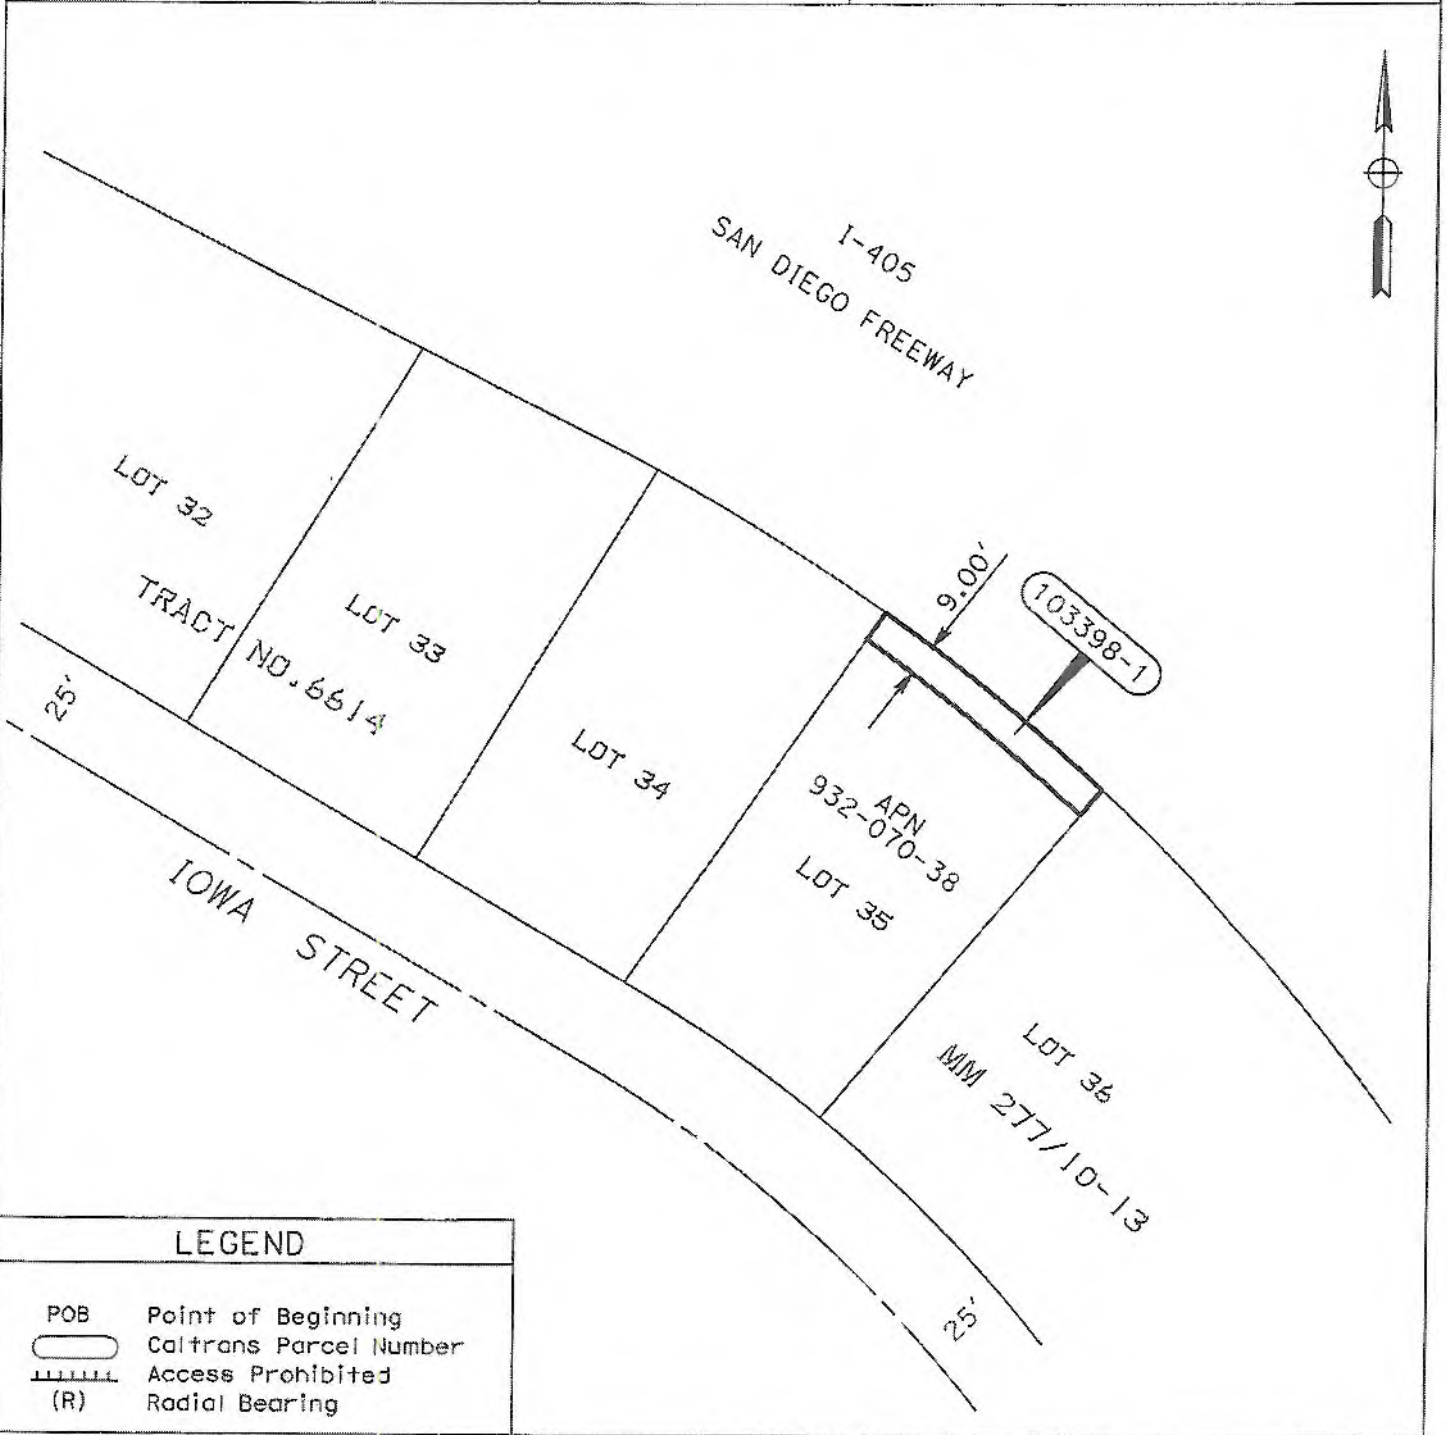 I-405
SAN DIEGO FREEWAY
LOT 32
TRACT NO.6614
LOT 33
LOT 34
9.00'
103398-1
APN
932-070-38
LOT 35
LOT 36
MM 277/10-13
25'
IOWA STREET
25'
LEGEND
POB Point of Beginning
Caltrans Parcel Number
Access Prohibited
(R) Radial Bearing